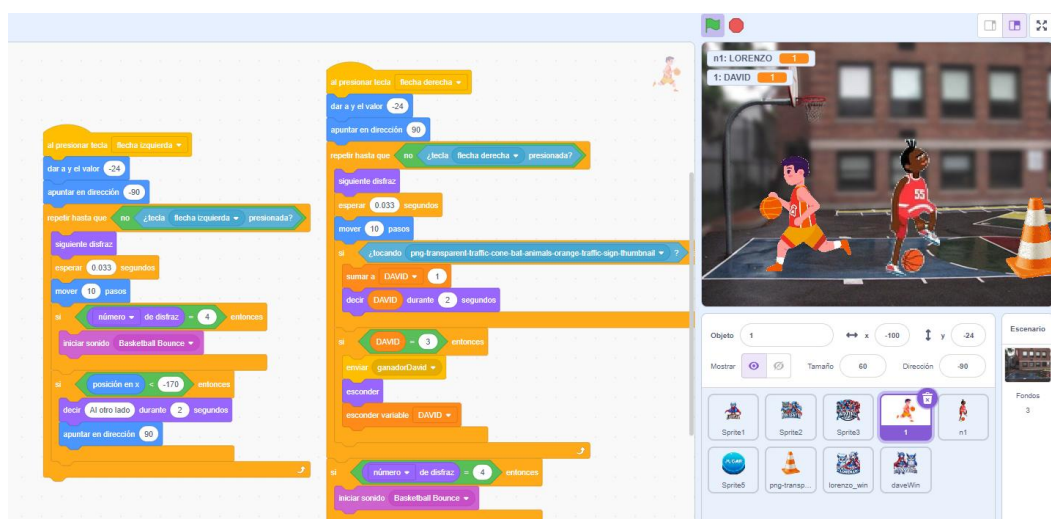 al presionar tecla flecha izquierda
dar a y el valor -24
apuntar en dirección -90
repetir hasta que no ¿tecla flecha izquierda presionada?
siguiente disfraz
esperar 0.033 segundos
mover 10 pasos
si número de disfraz = 4 entonces
iniciar sonido Basketball Bounce
si posición en x < -170 entonces
decir Al otro lado durante 2 segundos
apuntar en dirección 90
al presionar tecla flecha derecha
dar a y el valor -24
apuntar en dirección 90
repetir hasta que no ¿tecla flecha derecha presionada?
siguiente disfraz
esperar 0.033 segundos
mover 10 pasos
si ¿tocando png-transparent-traffic-cone-bat-animals-orange-traffic-sign-thumbnail ?
sumar a DAVID 1
decir DAVID durante 2 segundos
si DAVID = 3 entonces
enviar ganadorDavid
esconder
esconder variable DAVID
si número de disfraz = 4 entonces
iniciar sonido Basketball Bounce
n1: LORENZO 1
1: DAVID 1
55
Objeto 1 x -100 y -24
Mostrar Tamaño 60 Dirección -90
Sprite1 Sprite2 Sprite3 1 n1
Sprite5 png-transp... lorenzo_win daveWin
Escenario
Fondos
3